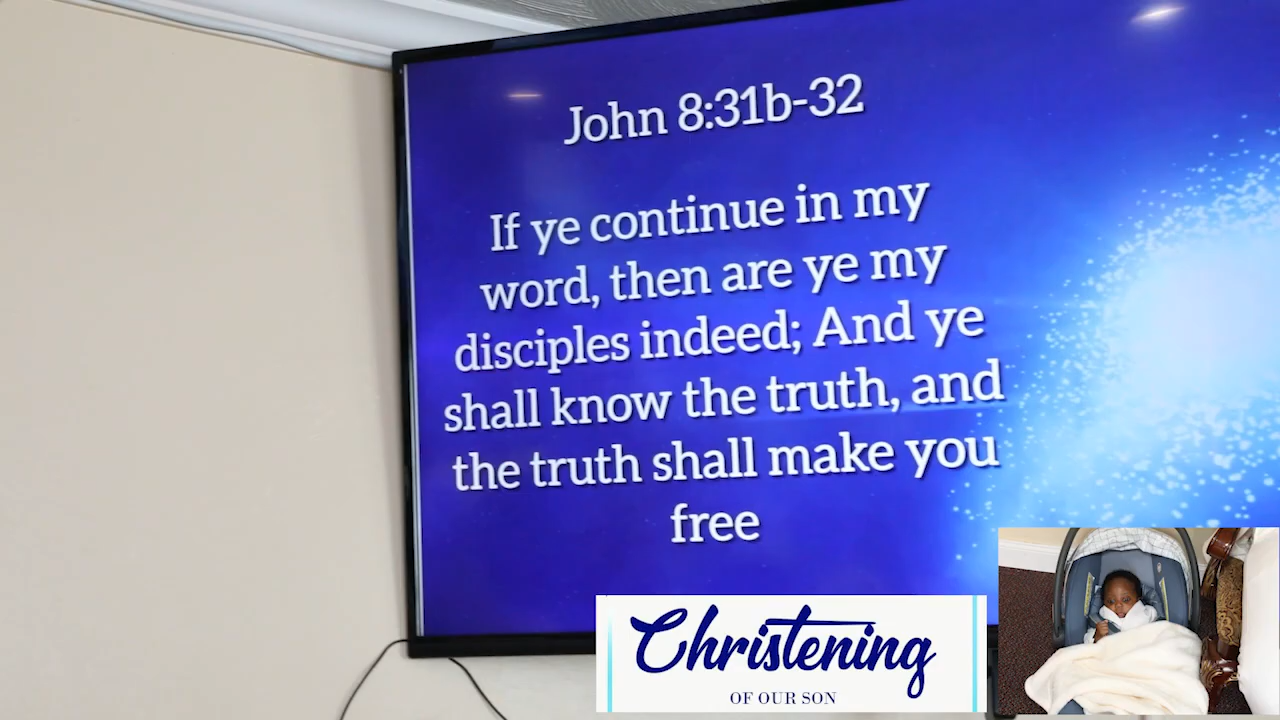 John 8:31b-32
If ye continue in my
word, then are ye my
disciples indeed; And ye
shall know the truth, and
the truth shall make you
free
Christening
OF OUR SON